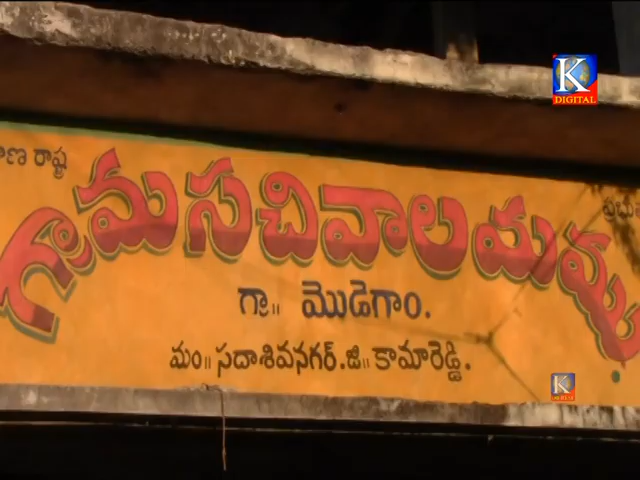 K
DIGITAL
రాష్ట్ర
గ్రామ సచివాలయము
గ్రా॥ మొడెగాం.
మం॥ సదాశివనగర్.జి॥ కామారెడ్డి.
K